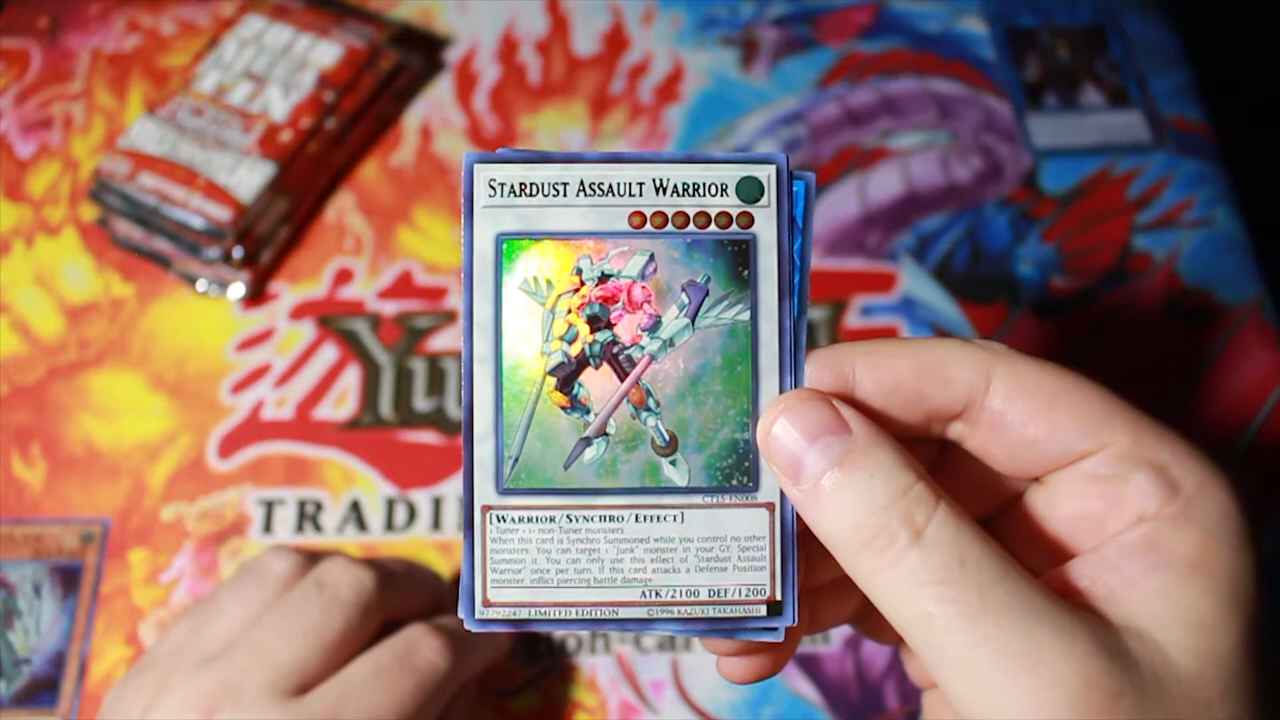 STARDUST ASSAULT WARRIOR
CT15-EN008
[WARRIOR/SYNCHRO/EFFECT]
1 Tuner + 1+ non-Tuner monsters
When this card is Synchro Summoned while you control no other
monsters: You can target 1 "Junk" monster in your GY; Special
Summon it. You can only use this effect of "Stardust Assault
Warrior" once per turn. If this card attacks a Defense Position
monster, inflict piercing battle damage.
ATK/2100 DEF/1200
97792247 LIMITED EDITION ©1996 KAZUKI TAKAHASHI
Yu
TRADI